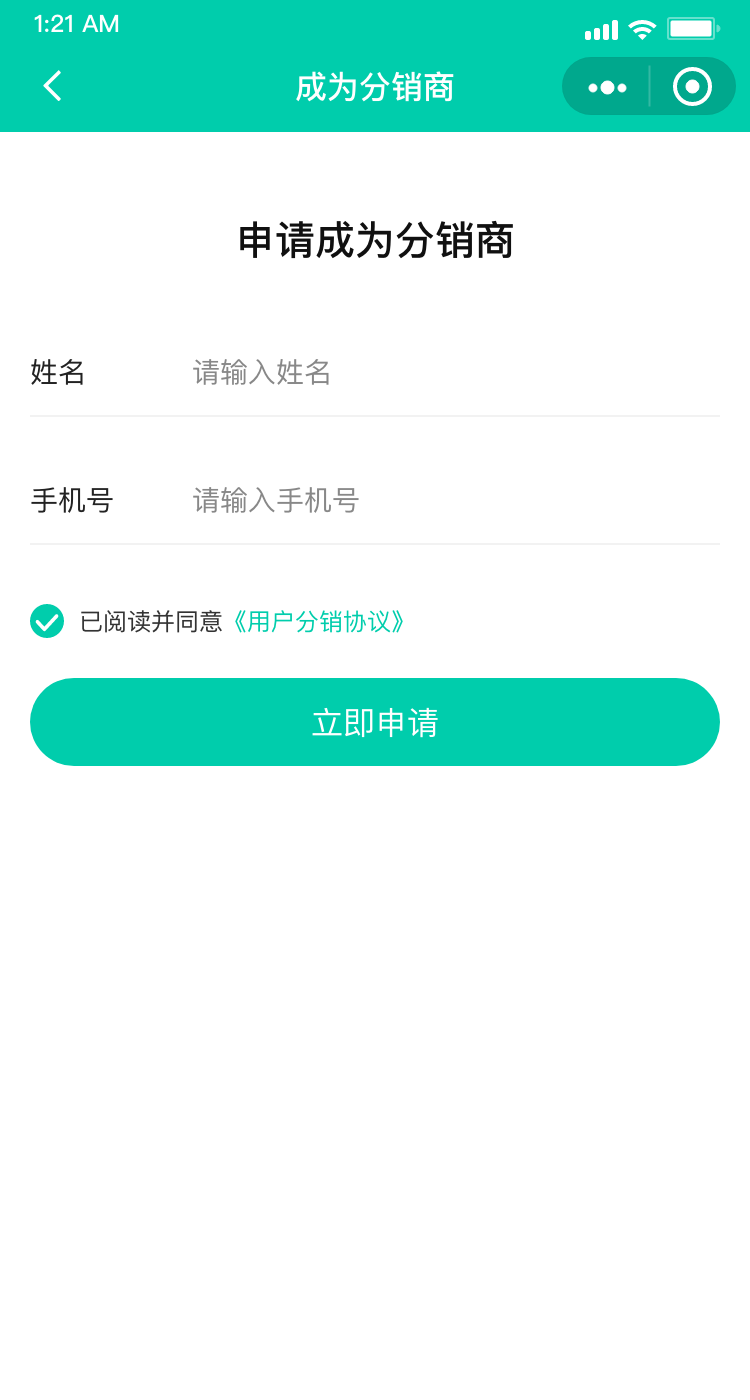 1:21 AM
成为分销商
申请成为分销商
姓名 请输入姓名
手机号 请输入手机号
已阅读并同意《用户分销协议》
立即申请